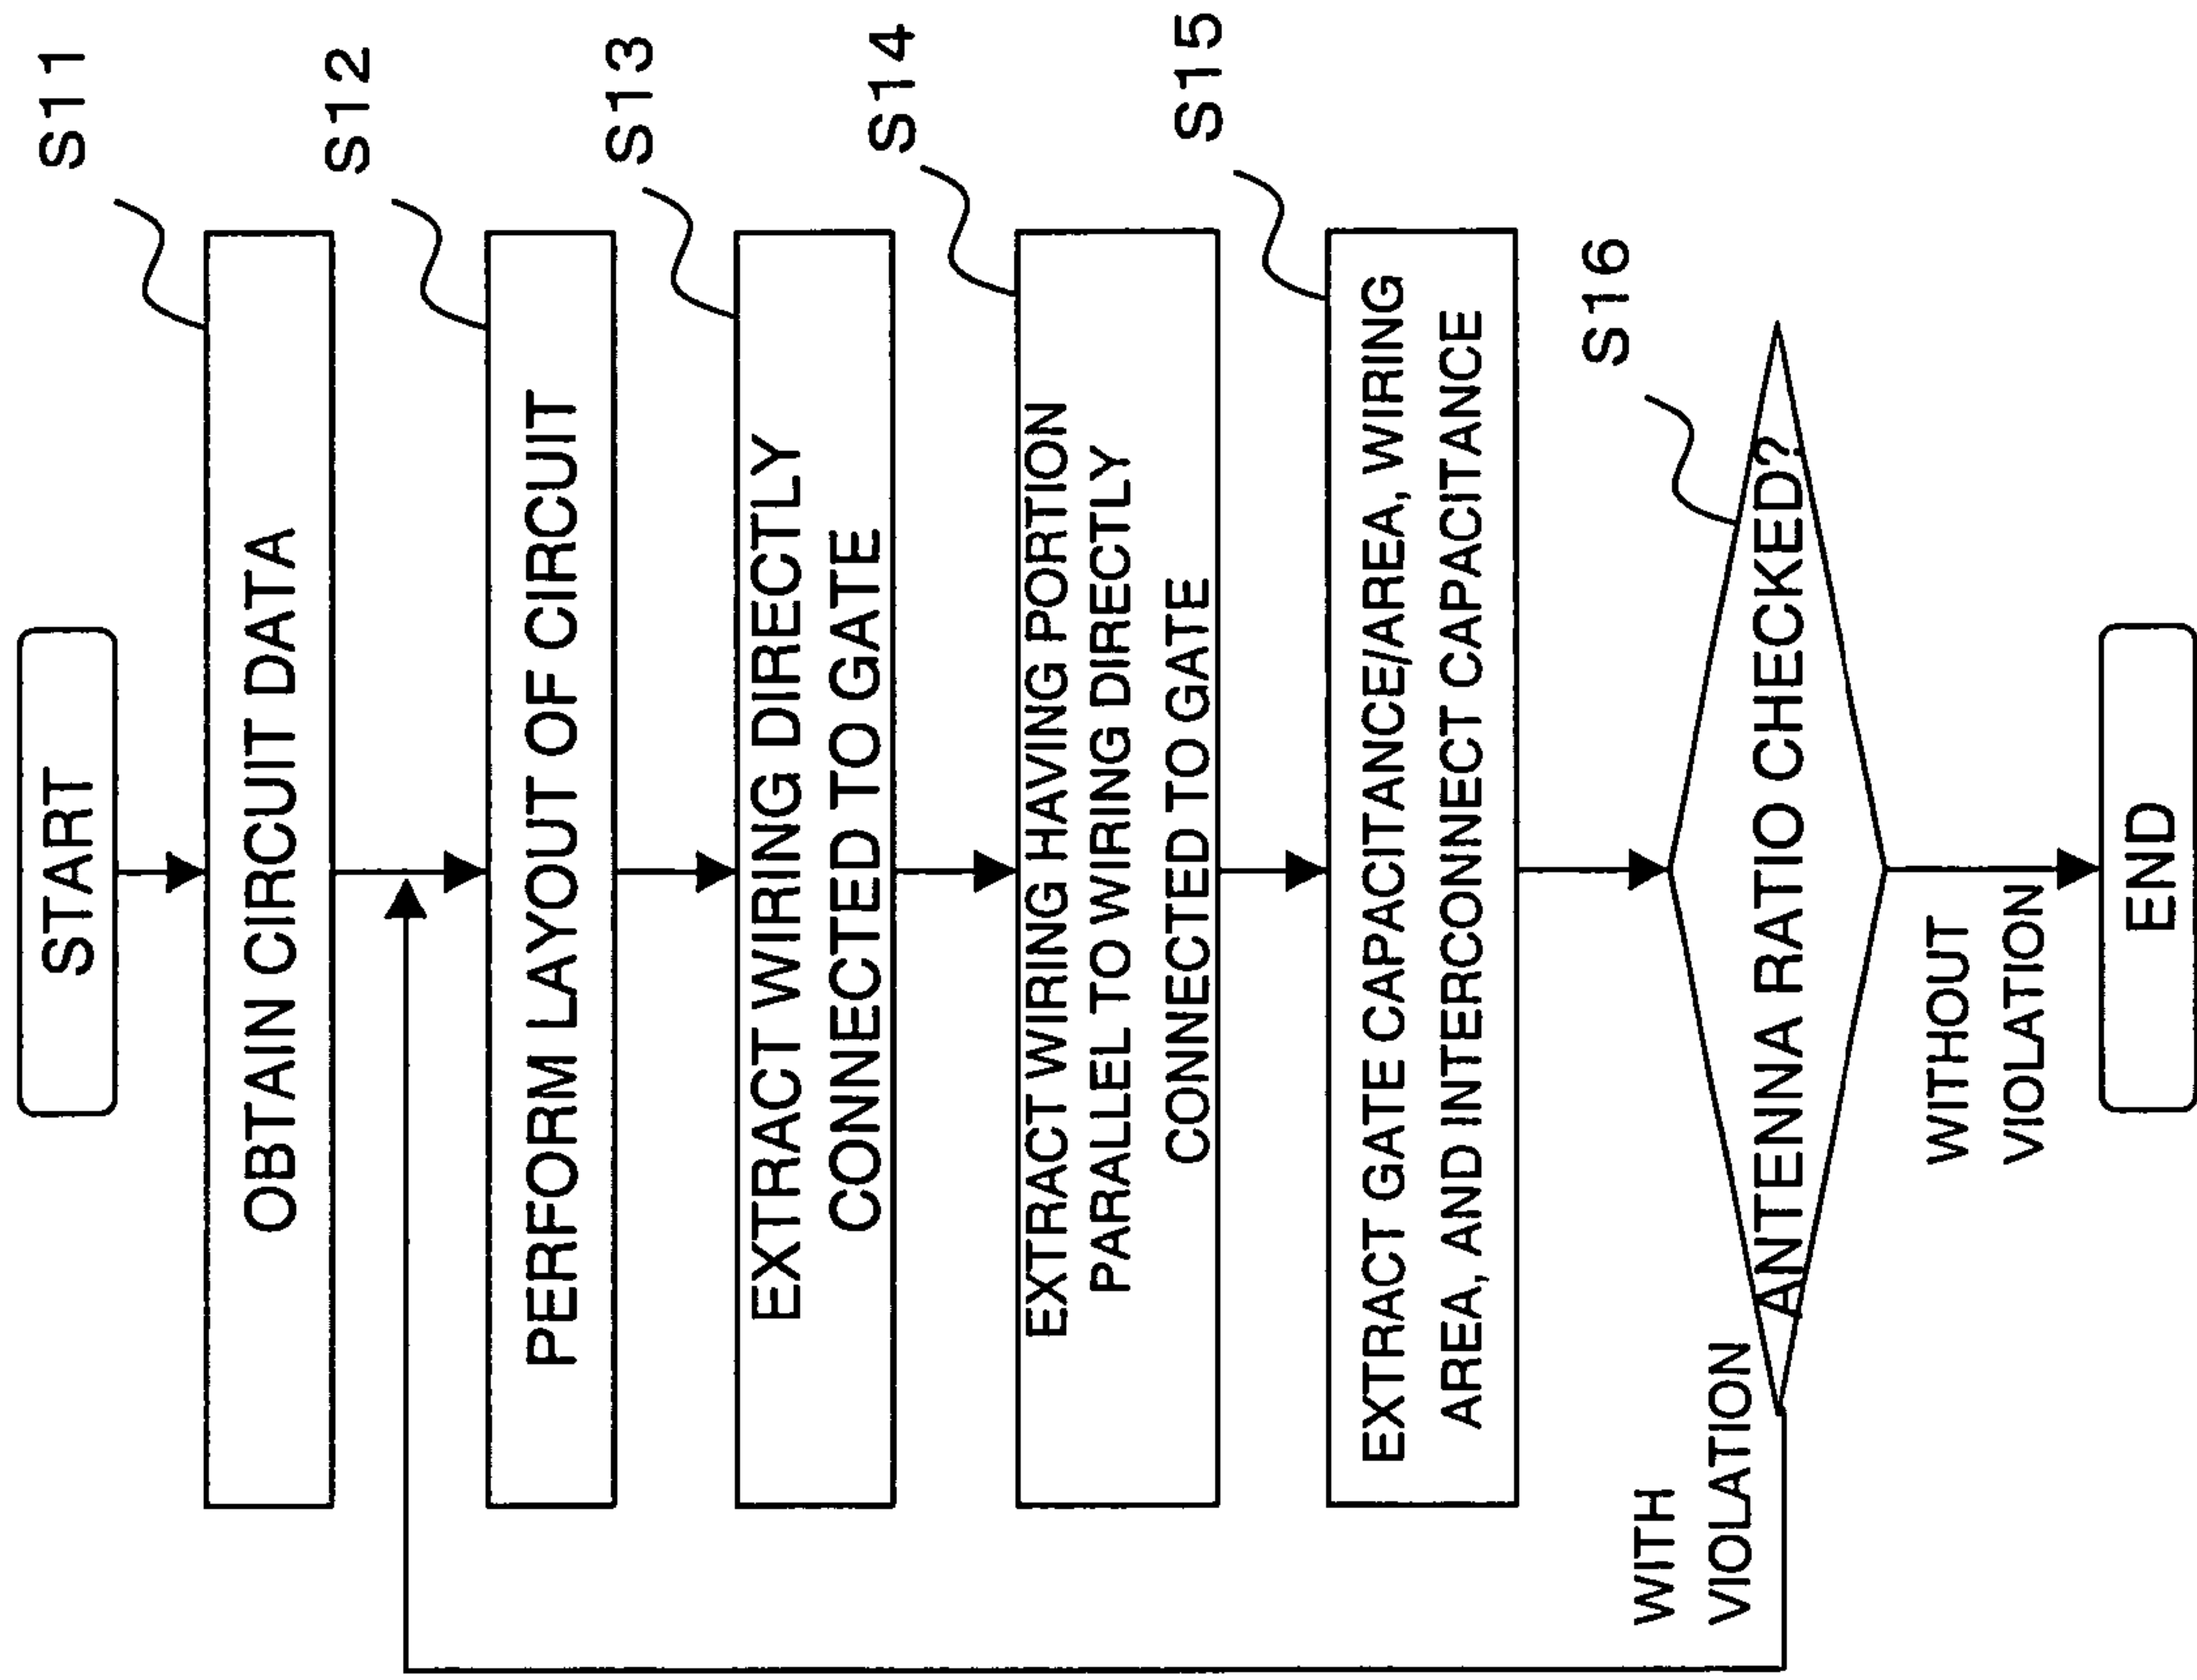 START
S11
OBTAIN CIRCUIT DATA
S12
PERFORM LAYOUT OF CIRCUIT
S13
EXTRACT WIRING DIRECTLY
CONNECTED TO GATE
S14
EXTRACT WIRING HAVING PORTION
PARALLEL TO WIRING DIRECTLY
CONNECTED TO GATE
S15
EXTRACT GATE CAPACITANCE/AREA, WIRING
AREA, AND INTERCONNECT CAPACITANCE
S16
ANTENNA RATIO CHECKED?
WITH
VIOLATION
WITHOUT
VIOLATION
END